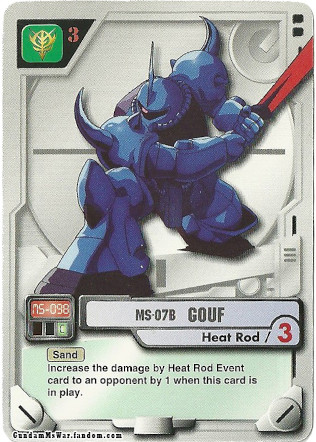 3
MS-098
C
MS-07B GOUF
Heat Rod / 3
Sand
Increase the damage by Heat Rod Event
card to an opponent by 1 when this card is
in play.
GundamMsWar.fandom.com